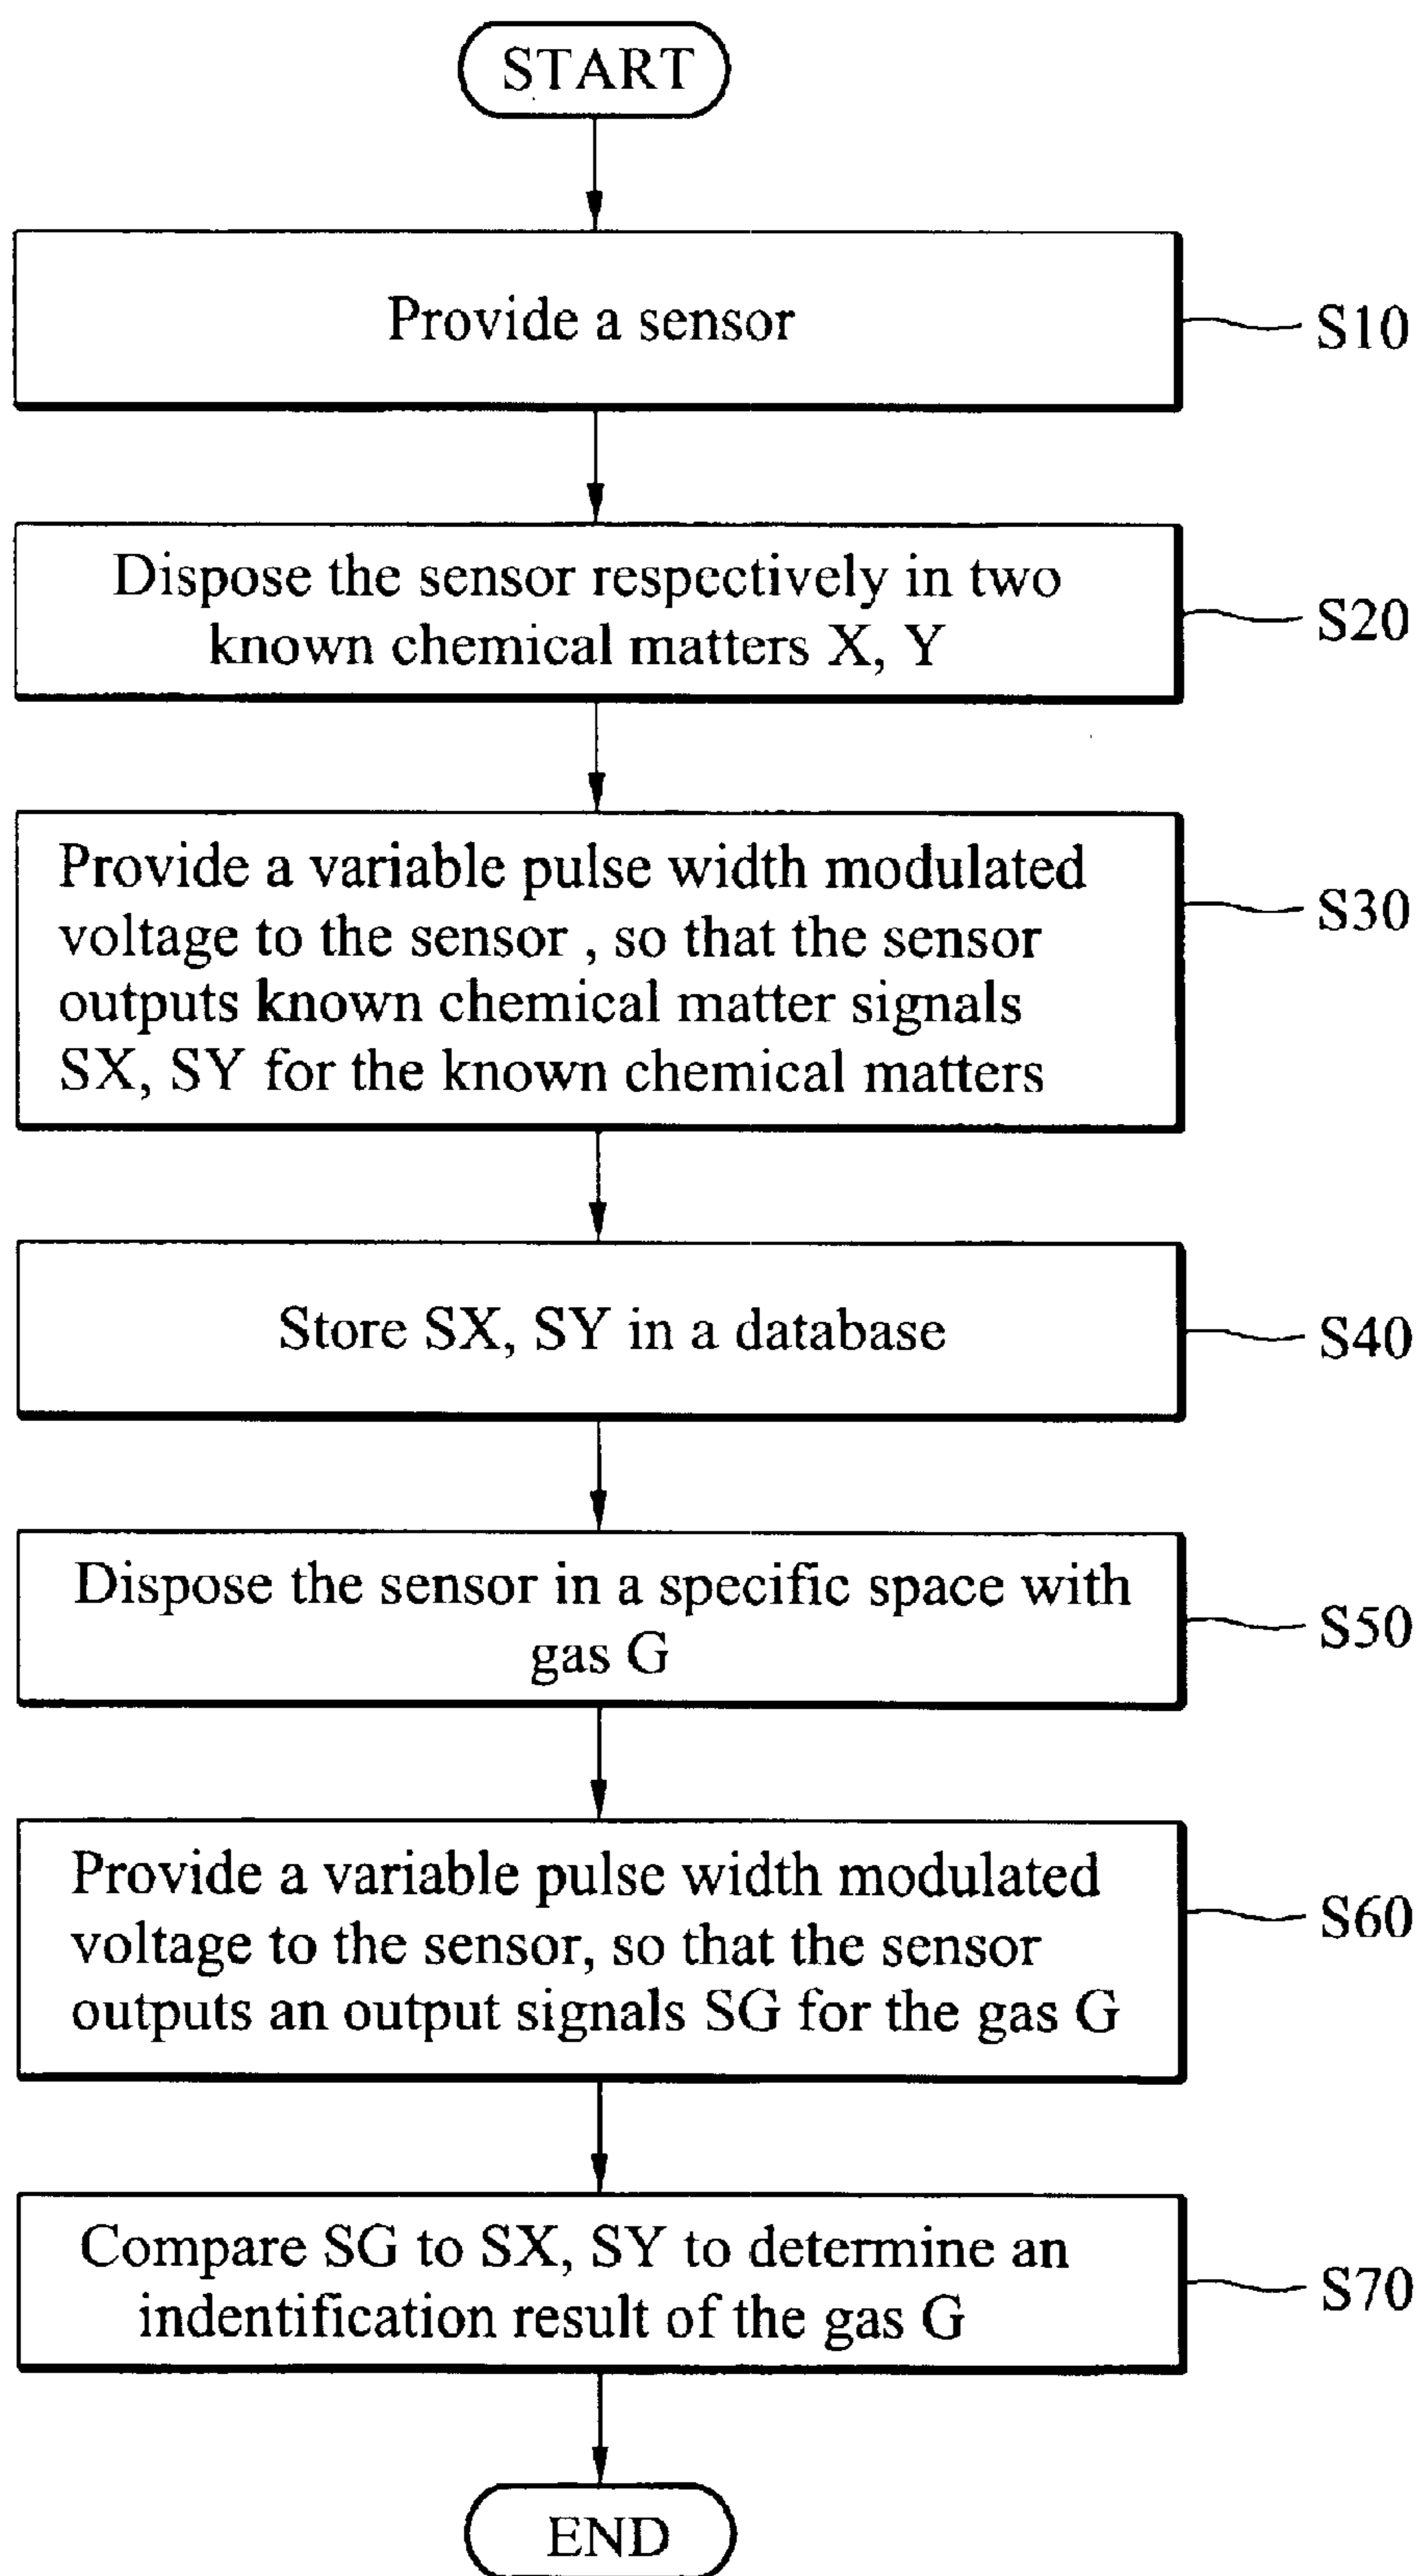 START
Provide a sensor
S10
Dispose the sensor respectively in two
known chemical matters X, Y
S20
Provide a variable pulse width modulated
voltage to the sensor , so that the sensor
outputs known chemical matter signals
SX, SY for the known chemical matters
S30
Store SX, SY in a database
S40
Dispose the sensor in a specific space with
gas G
S50
Provide a variable pulse width modulated
voltage to the sensor, so that the sensor
outputs an output signals SG for the gas G
S60
Compare SG to SX, SY to determine an
indentification result of the gas G
S70
END